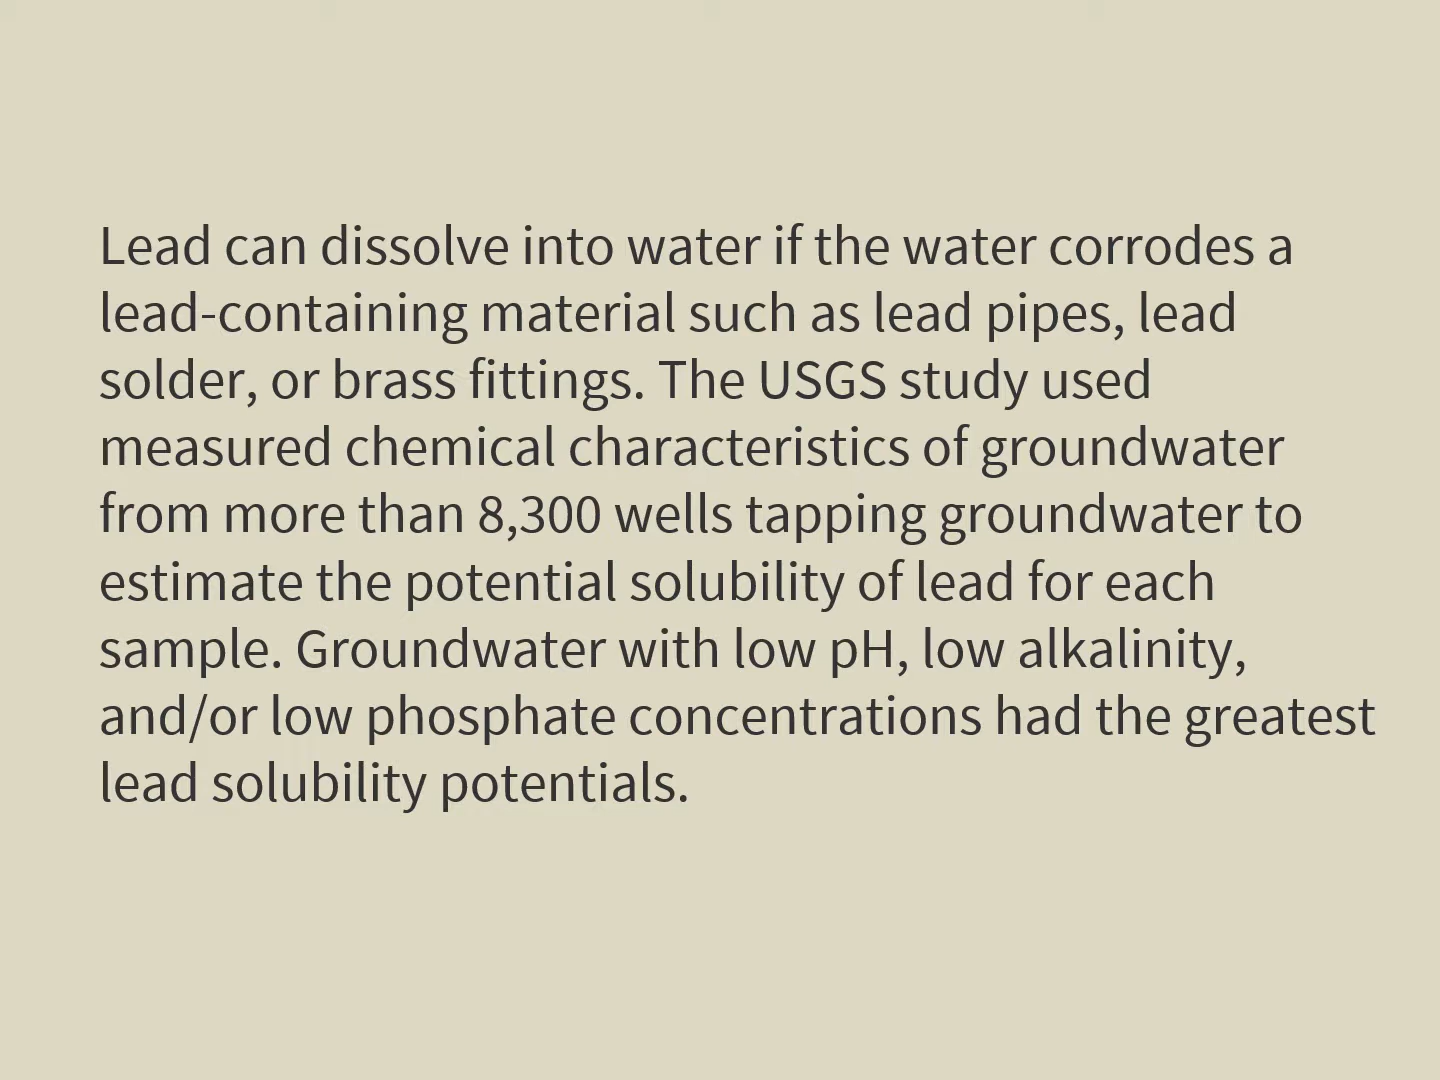 Lead can dissolve into water if the water corrodes a
lead-containing material such as lead pipes, lead
solder, or brass fittings. The USGS study used
measured chemical characteristics of groundwater
from more than 8,300 wells tapping groundwater to
estimate the potential solubility of lead for each
sample. Groundwater with low pH, low alkalinity,
and/or low phosphate concentrations had the greatest
lead solubility potentials.